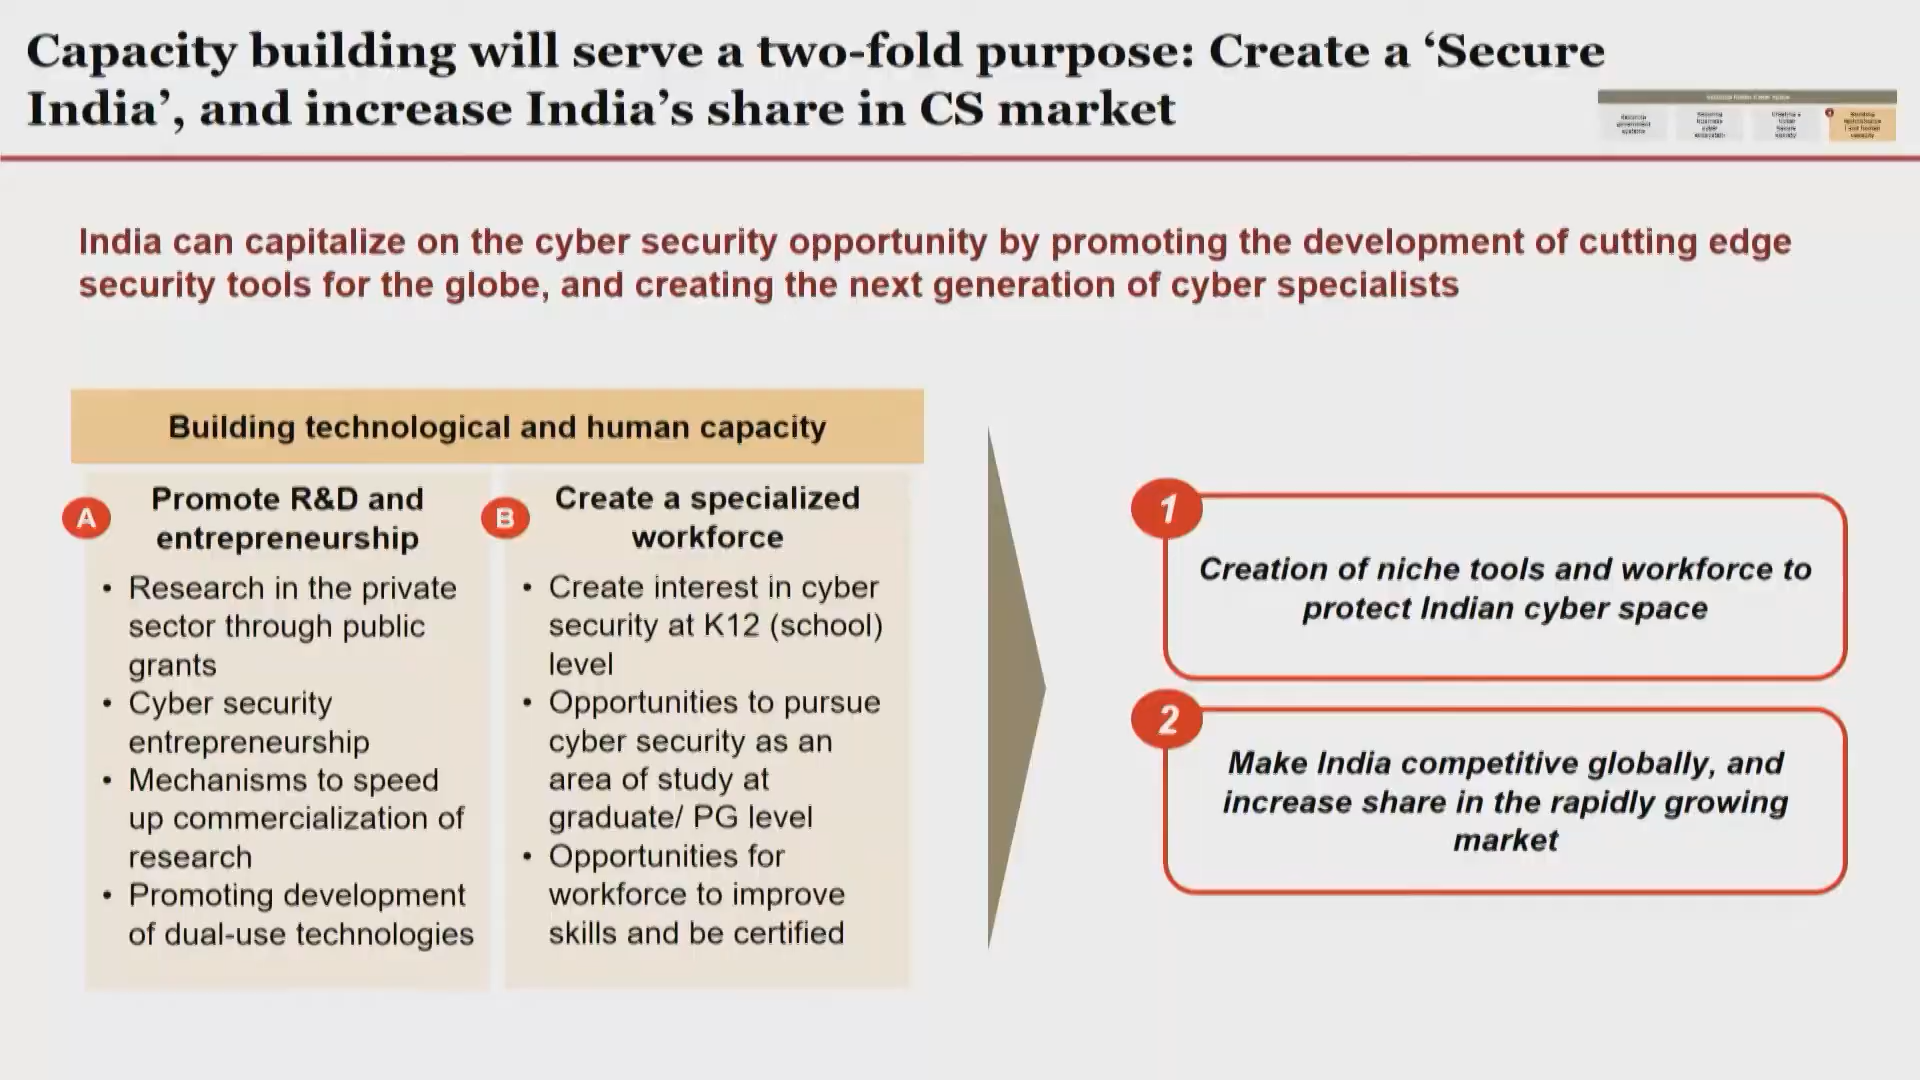 Capacity building will serve a two-fold purpose: Create a ‘Secure
India’, and increase India’s share in CS market
India can capitalize on the cyber security opportunity by promoting the development of cutting edge
security tools for the globe, and creating the next generation of cyber specialists
Building technological and human capacity
A
Promote R&D and
entrepreneurship
• Research in the private
sector through public
grants
• Cyber security
entrepreneurship
• Mechanisms to speed
up commercialization of
research
• Promoting development
of dual-use technologies
B
Create a specialized
workforce
• Create interest in cyber
security at K12 (school)
level
• Opportunities to pursue
cyber security as an
area of study at
graduate/ PG level
• Opportunities for
workforce to improve
skills and be certified
1
Creation of niche tools and workforce to
protect Indian cyber space
2
Make India competitive globally, and
increase share in the rapidly growing
market